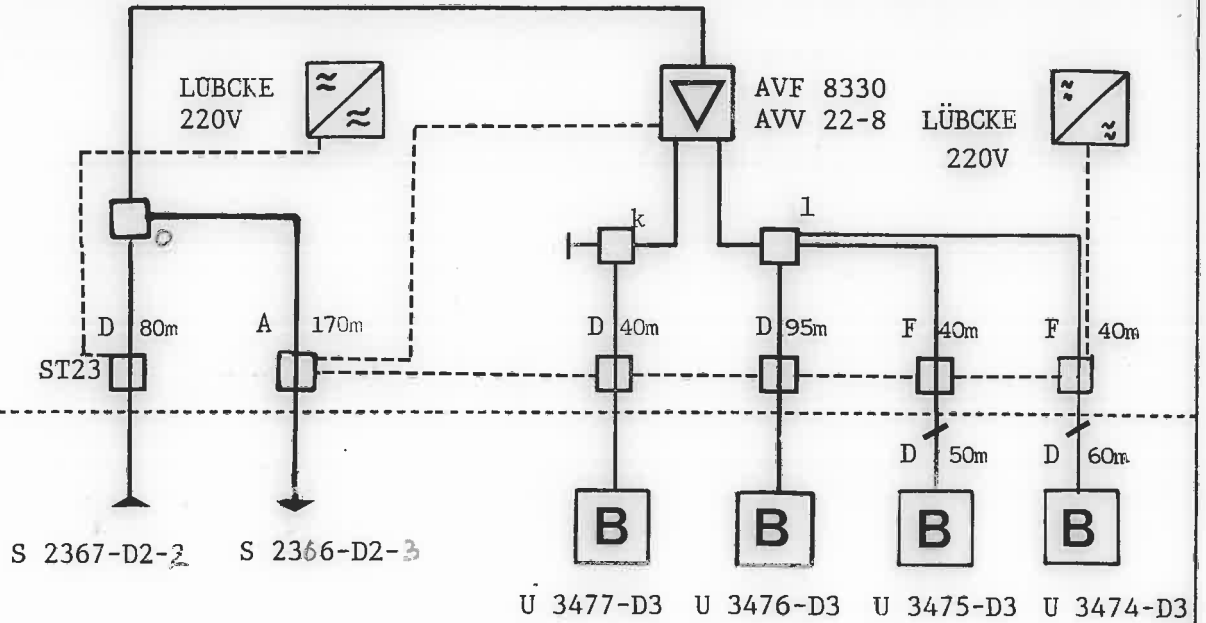 LÜBCKE
220V
AVF 8330
AVV 22-8
LÜBCKE
220V
o
k
l
D 80m
A 170m
D 40m
D 95m
F 40m
F 40m
ST23
D 50m
D 60m
B
B
B
B
S 2367-D2-2
S 2366-D2-3
U 3477-D3
U 3476-D3
U 3475-D3
U 3474-D3